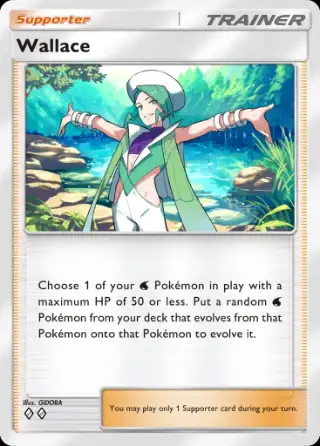 Supporter
TRAINER
Wallace
Choose 1 of your Pokémon in play with a
maximum HP of 50 or less. Put a random
Pokémon from your deck that evolves from that
Pokémon onto that Pokémon to evolve it.
Illus. GIDORA
You may play only 1 Supporter card during your turn.